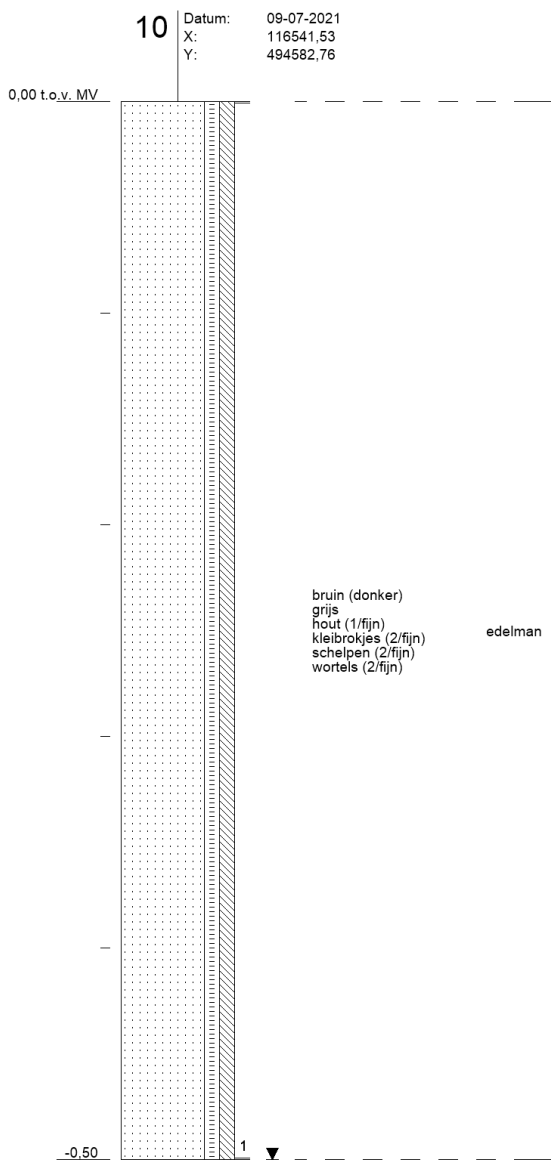 10
Datum: 09-07-2021
X: 116541,53
Y: 494582,76
0,00 t.o.v. MV
bruin (donker)
grijs
hout (1/fijn)
kleibrokjes (2/fijn)
schelpen (2/fijn)
wortels (2/fijn)
edelman
1
-0,50